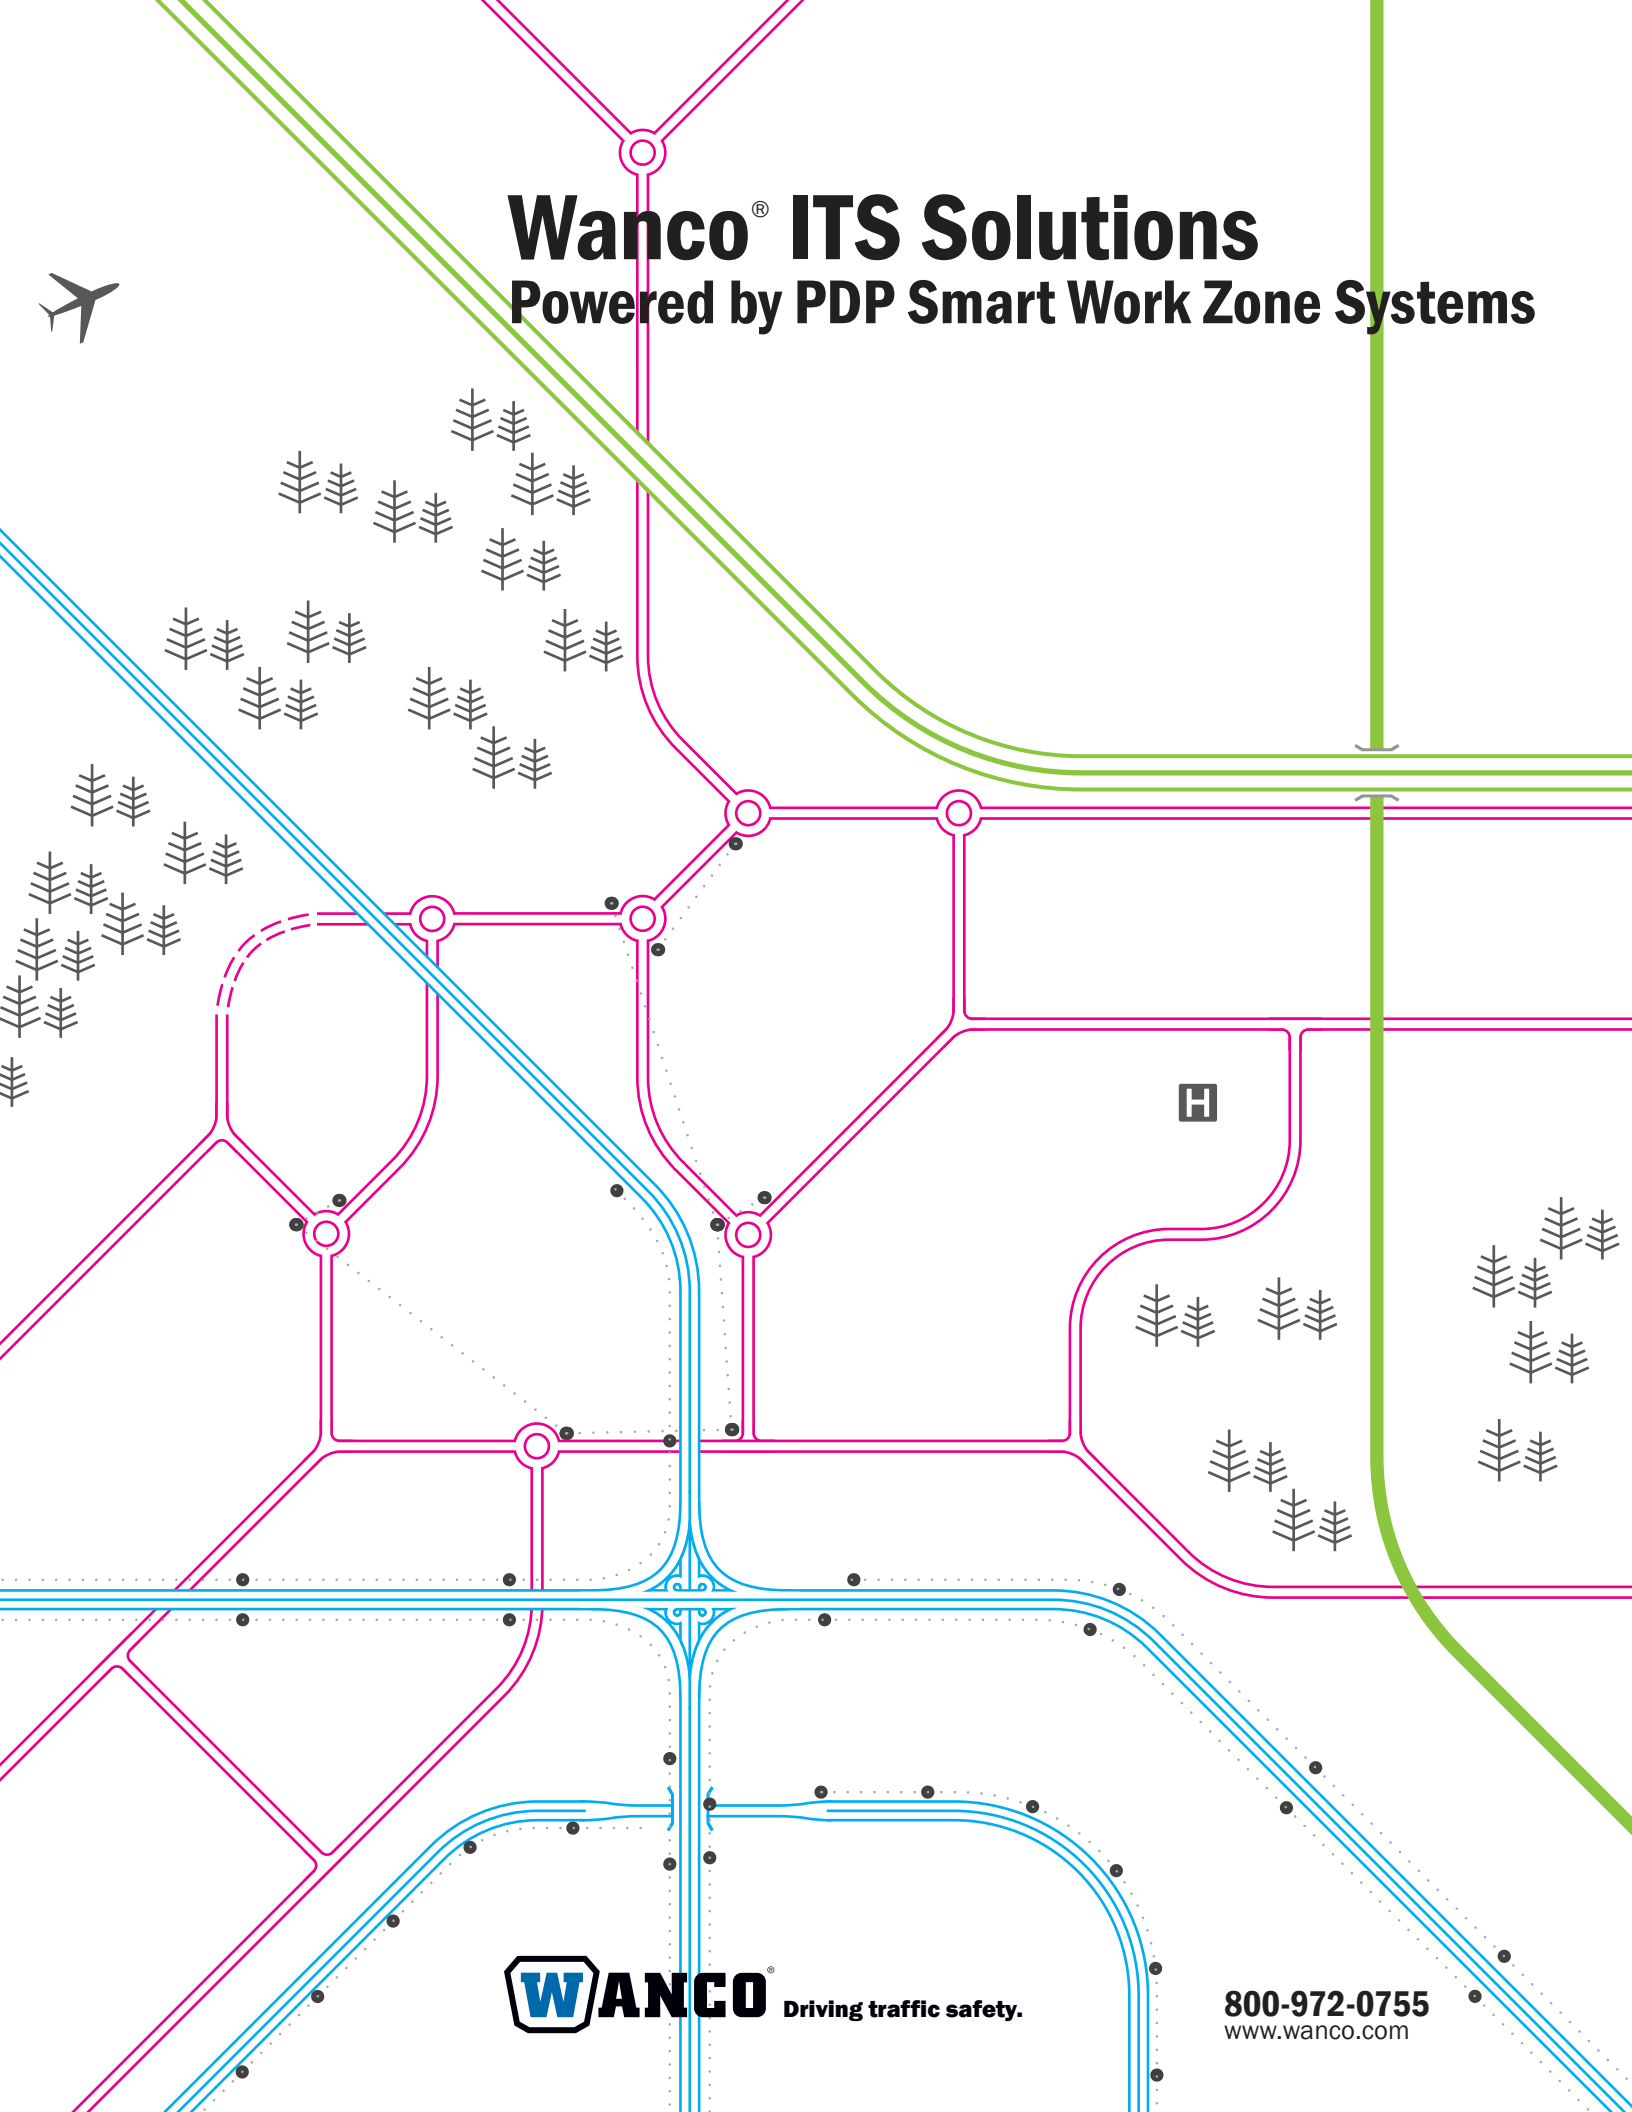 Wanco® ITS Solutions
Powered by PDP Smart Work Zone Systems
H
WANCO® Driving traffic safety.
800-972-0755
www.wanco.com